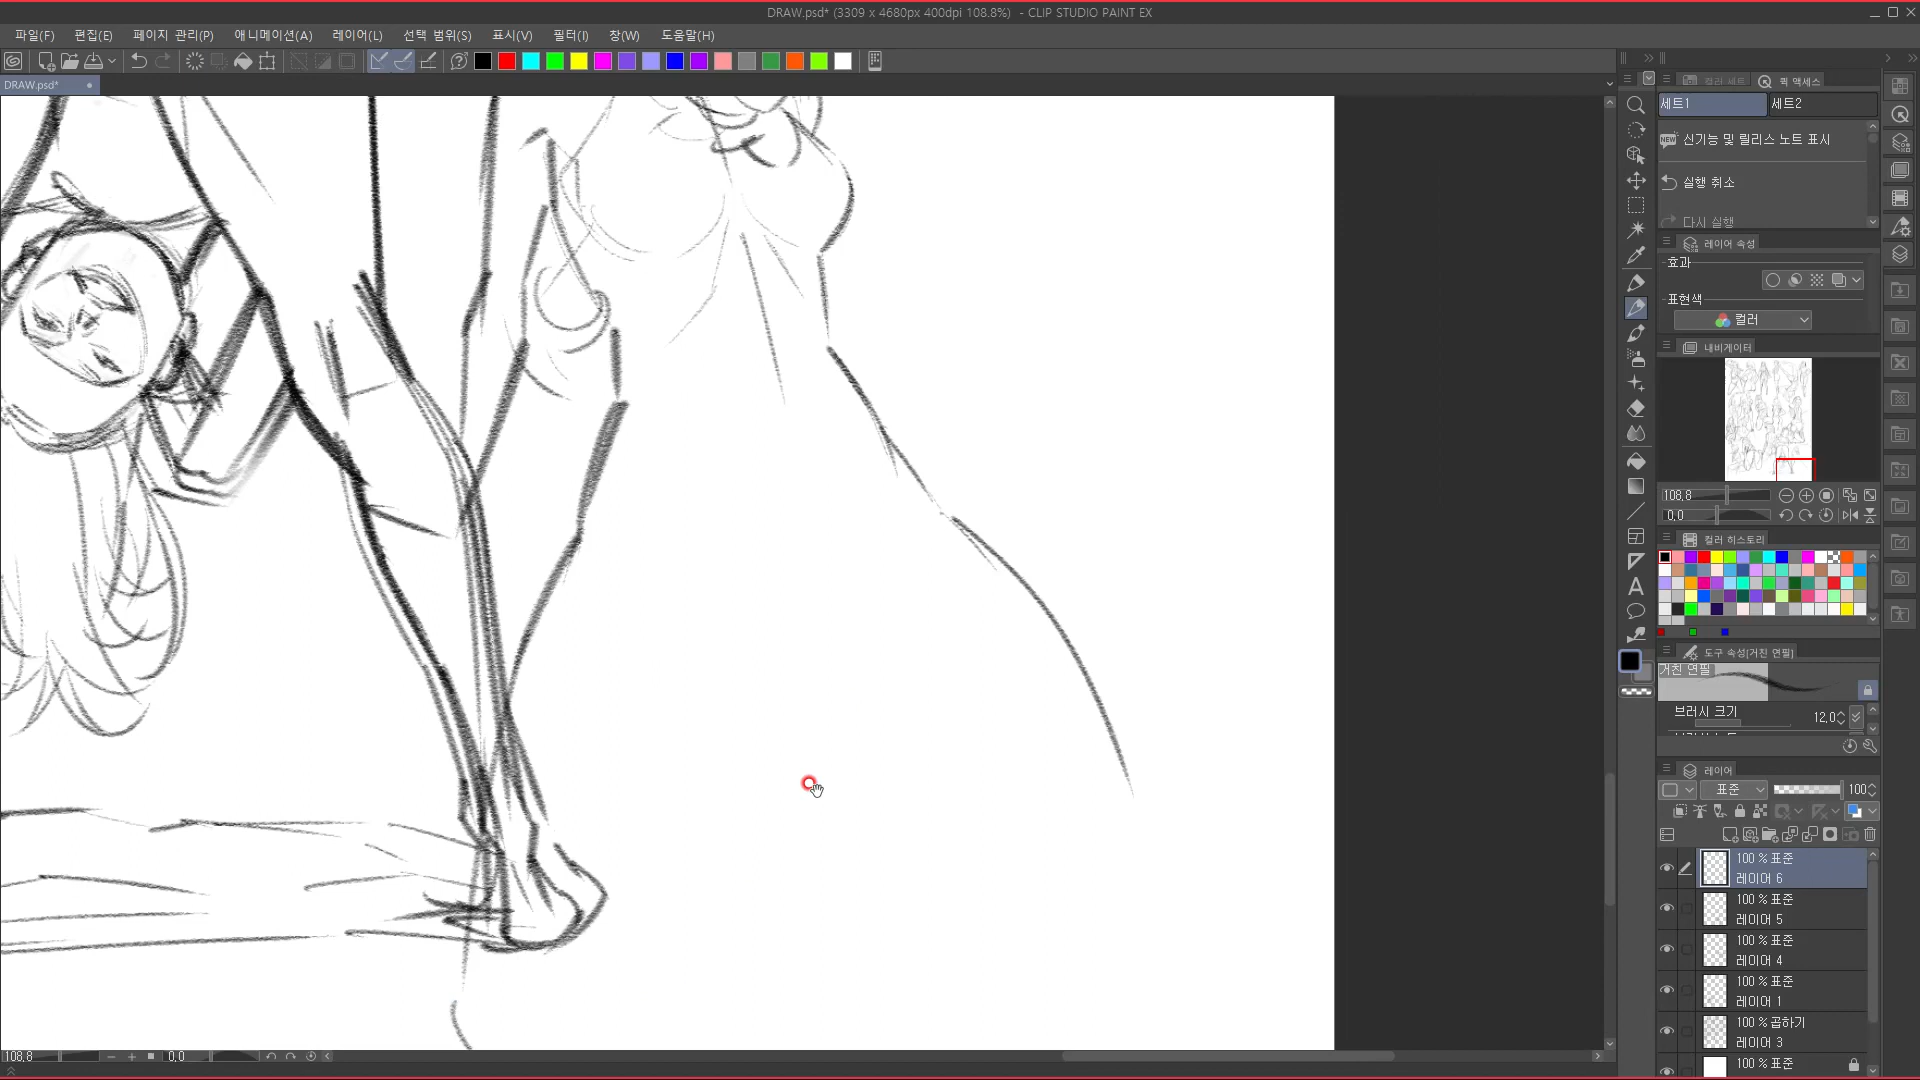 DRAW.psd* (3309 x 4680px 400dpi 108.8%)  - CLIP STUDIO PAINT EX
파일(F) 편집(E) 페이지 관리(P) 애니메이션(A) 레이어(L) 선택 범위(S) 표시(V) 필터(I) 창(W) 도움말(H)
DRAW.psd*
컬러 세트 퀵 액세스
세트1 세트2
신기능 및 릴리스 노트 표시
실행 취소
다시 실행
레이어 속성
효과
표현색
컬러
내비게이터
108.8
0.0
컬러 히스토리
도구 속성[거친 연필]
거친 연필
브러시 크기 12.0
레이어
표준 100
100 % 표준
레이어 6
100 % 표준
레이어 5
100 % 표준
레이어 4
100 % 표준
레이어 1
100 % 곱하기
레이어 3
100 % 표준
108.8 0.0